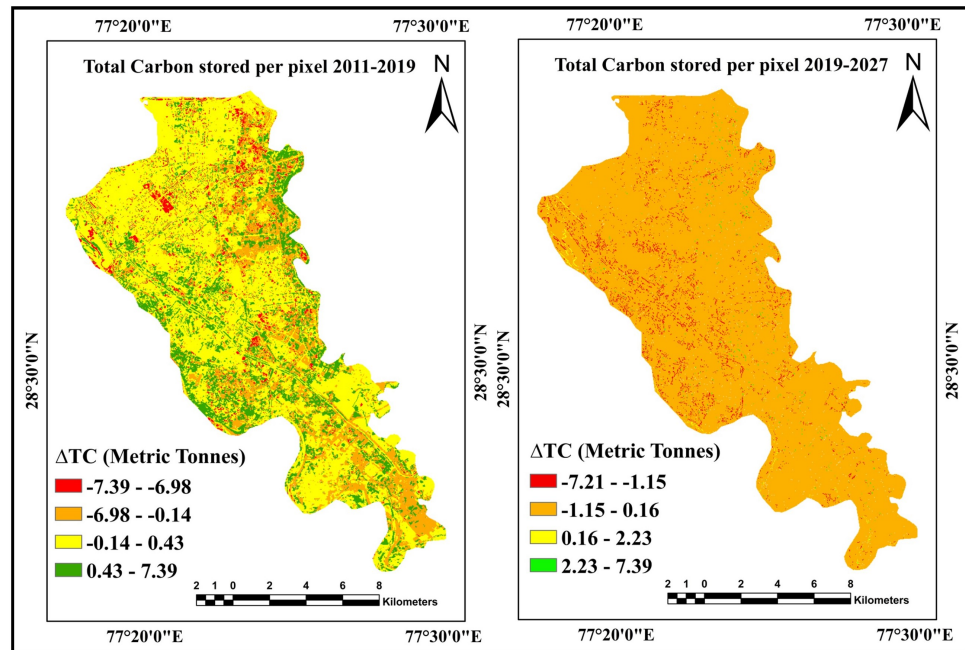 77°20'0"E
77°30'0"E
Total Carbon stored per pixel 2011-2019
N
28°30'0"N
ΔTC (Metric Tonnes)
-7.39 - -6.98
-6.98 - -0.14
-0.14 - 0.43
0.43 - 7.39
2 1 0 2 4 6 8
Kilometers
77°20'0"E
77°30'0"E
77°20'0"E
77°30'0"E
Total Carbon stored per pixel 2019-2027
N
28°30'0"N
28°30'0"N
ΔTC (Metric Tonnes)
-7.21 - -1.15
-1.15 - 0.16
0.16 - 2.23
2.23 - 7.39
2 1 0 2 4 6 8
Kilometers
77°20'0"E
77°30'0"E